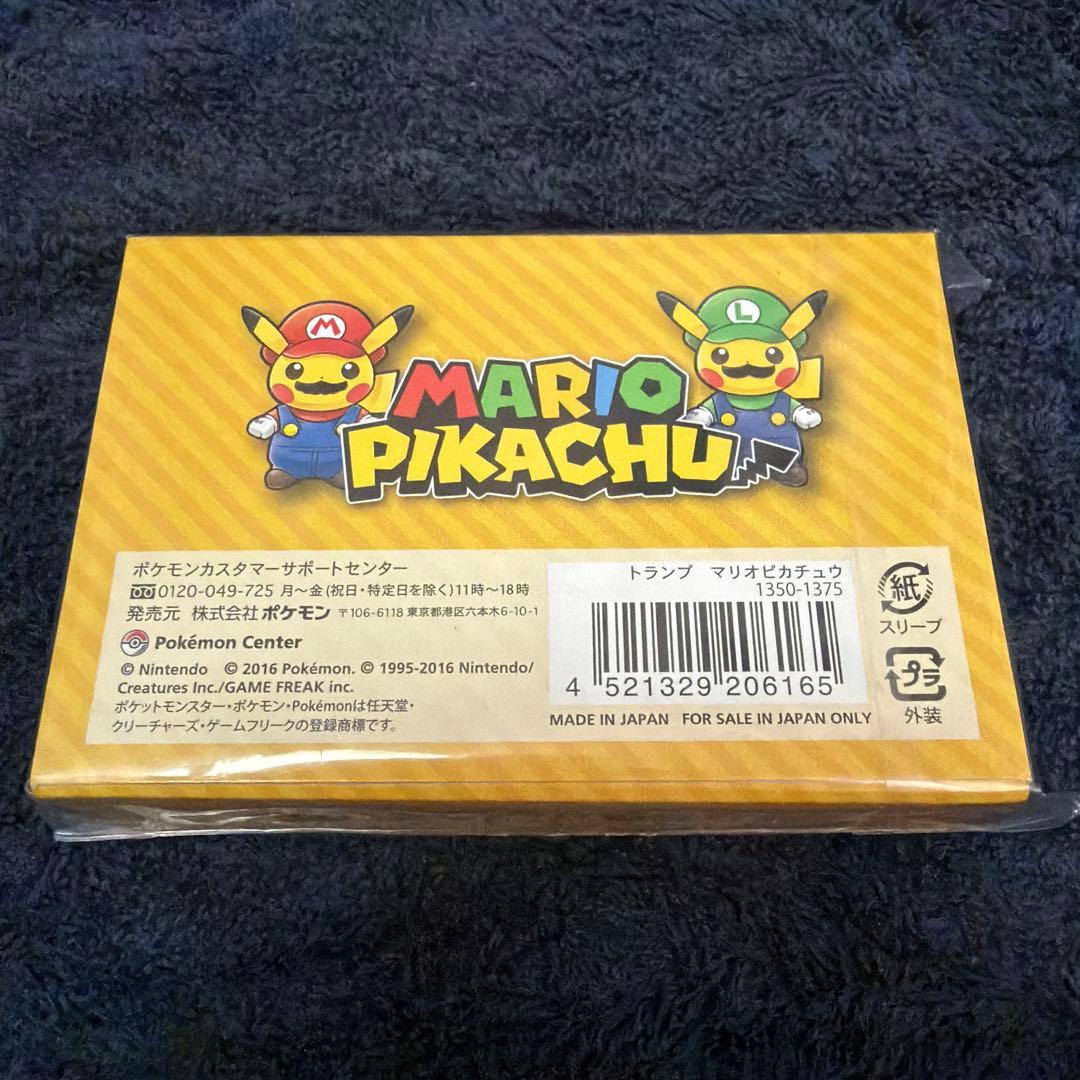 M
L
MARIO
PIKACHU
ポケモンカスタマーサポートセンター
0120-049-725 月～金(祝日・特定日を除く)11時～18時
発売元 株式会社ポケモン 〒106-6118 東京都港区六本木6-10-1
Pokémon Center
© Nintendo © 2016 Pokémon. © 1995-2016 Nintendo/
Creatures Inc./GAME FREAK inc.
ポケットモンスター・ポケモン・Pokémonは任天堂・
クリーチャーズ・ゲームフリークの登録商標です。
トランプ マリオピカチュウ
1350-1375
4 521329 206165
MADE IN JAPAN FOR SALE IN JAPAN ONLY
紙
スリーブ
プラ
外装